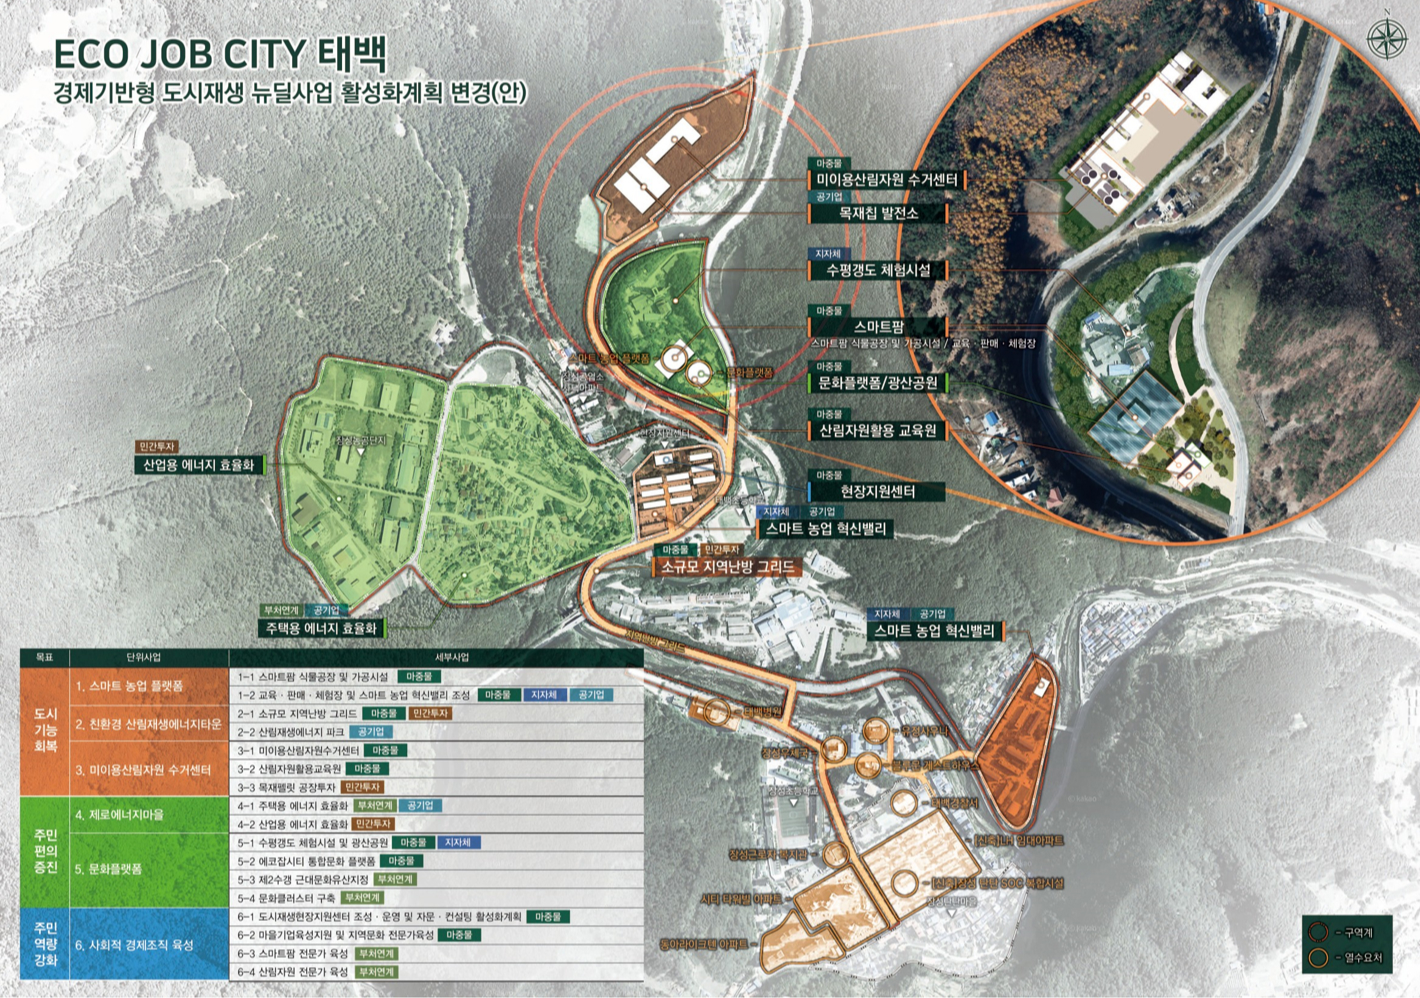 ECO JOB CITY 태백
경제기반형 도시재생 뉴딜사업 활성화계획 변경(안)
N
마중물
미이용산림자원 수거센터
공기업
목재칩 발전소
지자체
수평갱도 체험시설
마중물
스마트팜
스마트팜 식물공장 및 가공시설 / 교육 · 판매 · 체험장
마중물
문화플랫폼/광산공원
마중물
산림자원활용 교육원
마중물
현장지원센터
지자체 공기업
스마트 농업 혁신밸리
마중물 민간투자
소규모 지역난방 그리드
스마트 농업 플랫폼
문화플랫폼
현장지원센터
장성농공단지
민간투자
산업용 에너지 효율화
부처연계 공기업
주택용 에너지 효율화
지자체 공기업
스마트 농업 혁신밸리
지역난방 그리드
태백병원
장성우체국
유정사우나
장성초등학교
태백경찰서
장성근로자 복지관
[신축]LH 임대아파트
[신축]장성 탄탄 SOC 복합시설
장성탄탄마을
시티 타워빌 아파트
동아라이크텐 아파트
목표 단위사업 세부사업
도시 기능 회복
1. 스마트 농업 플랫폼
1-1 스마트팜 식물공장 및 가공시설 마중물
1-2 교육 · 판매 · 체험장 및 스마트 농업 혁신밸리 조성 마중물 지자체 공기업
2. 친환경 산림재생에너지타운
2-1 소규모 지역난방 그리드 마중물 민간투자
2-2 산림재생에너지 파크 공기업
3. 미이용산림자원 수거센터
3-1 미이용산림자원수거센터 마중물
3-2 산림자원활용교육원 마중물
3-3 목재펠릿 공장투자 민간투자
주민 편의 증진
4. 제로에너지마을
4-1 주택용 에너지 효율화 부처연계 공기업
4-2 산업용 에너지 효율화 민간투자
5. 문화플랫폼
5-1 수평갱도 체험시설 및 광산공원 마중물 지자체
5-2 에코잡시티 통합문화 플랫폼 마중물
5-3 제2수갱 근대문화유산지정 부처연계
5-4 문화클러스터 구축 부처연계
주민 역량 강화
6. 사회적 경제조직 육성
6-1 도시재생현장지원센터 조성 · 운영 및 자문 · 컨설팅 활성화계획 마중물
6-2 마을기업육성지원 및 지역문화 전문가육성 마중물
6-3 스마트팜 전문가 육성 부처연계
6-4 산림자원 전문가 육성 부처연계
- 구역계
- 열수요처